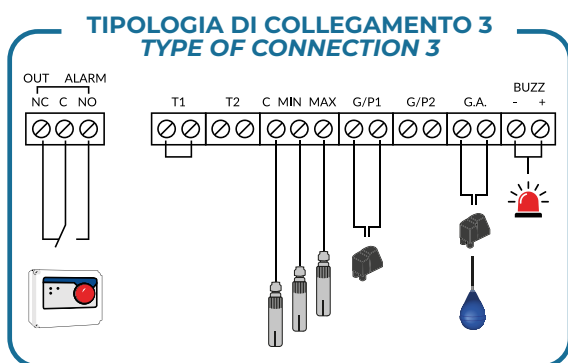 TIPOLOGIA DI COLLEGAMENTO 3
TYPE OF CONNECTION 3
OUT ALARM
NC C NO
T1 T2 C MIN MAX G/P1 G/P2 G.A.
BUZZ
- +